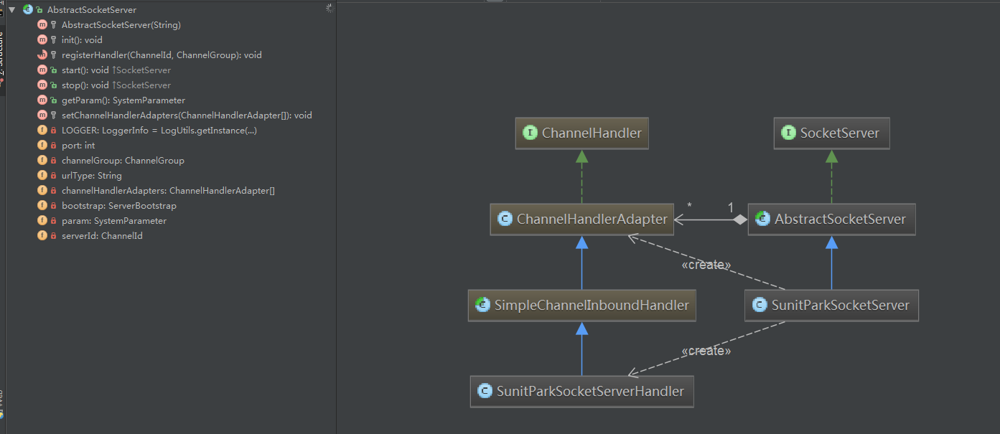 AbstractSocketServer
AbstractSocketServer(String)
init(): void
registerHandler(ChannelId, ChannelGroup): void
start(): void ↑SocketServer
stop(): void ↑SocketServer
getParam(): SystemParameter
setChannelHandlerAdapters(ChannelHandlerAdapter[]): void
LOGGER: LoggerInfo = LogUtils.getInstance(...)
port: int
channelGroup: ChannelGroup
urlType: String
channelHandlerAdapters: ChannelHandlerAdapter[]
bootstrap: ServerBootstrap
param: SystemParameter
serverId: ChannelId
ChannelHandler
SocketServer
ChannelHandlerAdapter
*
1
AbstractSocketServer
«create»
SimpleChannelInboundHandler
SunitParkSocketServer
«create»
SunitParkSocketServerHandler